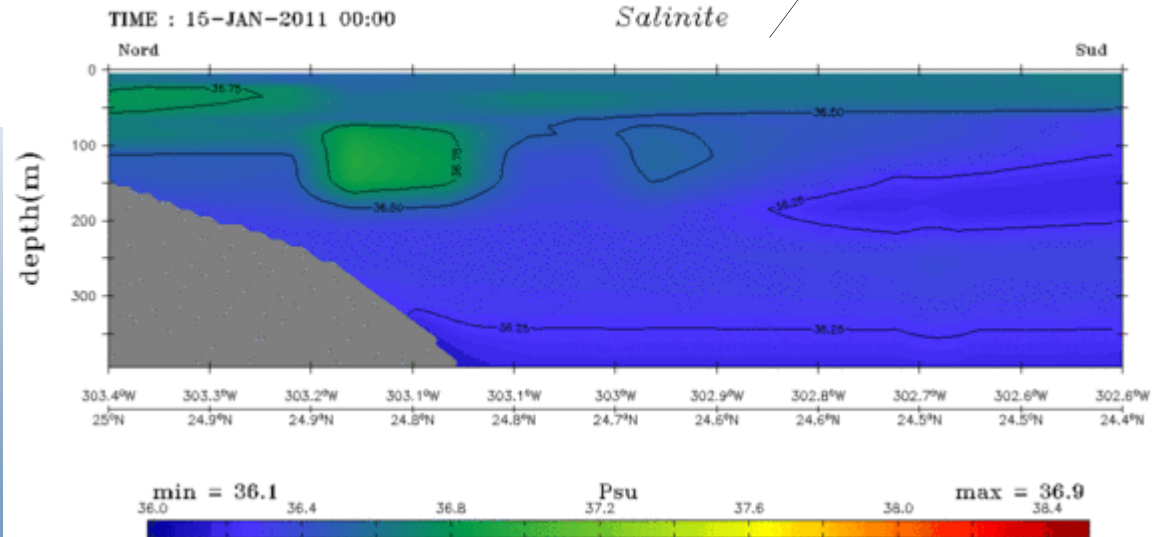 TIME : 15-JAN-2011 00:00
Salinite
Nord
Sud
0
100
200
300
depth(m)
36.75
36.50
36.75
36.50
36.25
36.25
36.25
303.4°W 303.3°W 303.2°W 303.1°W 303.1°W 303°W 302.9°W 302.8°W 302.7°W 302.6°W 302.6°W
25°N 24.9°N 24.9°N 24.8°N 24.8°N 24.7°N 24.6°N 24.6°N 24.5°N 24.5°N 24.4°N
min = 36.1
Psu
max = 36.9
36.0 36.4 36.8 37.2 37.6 38.0 38.4